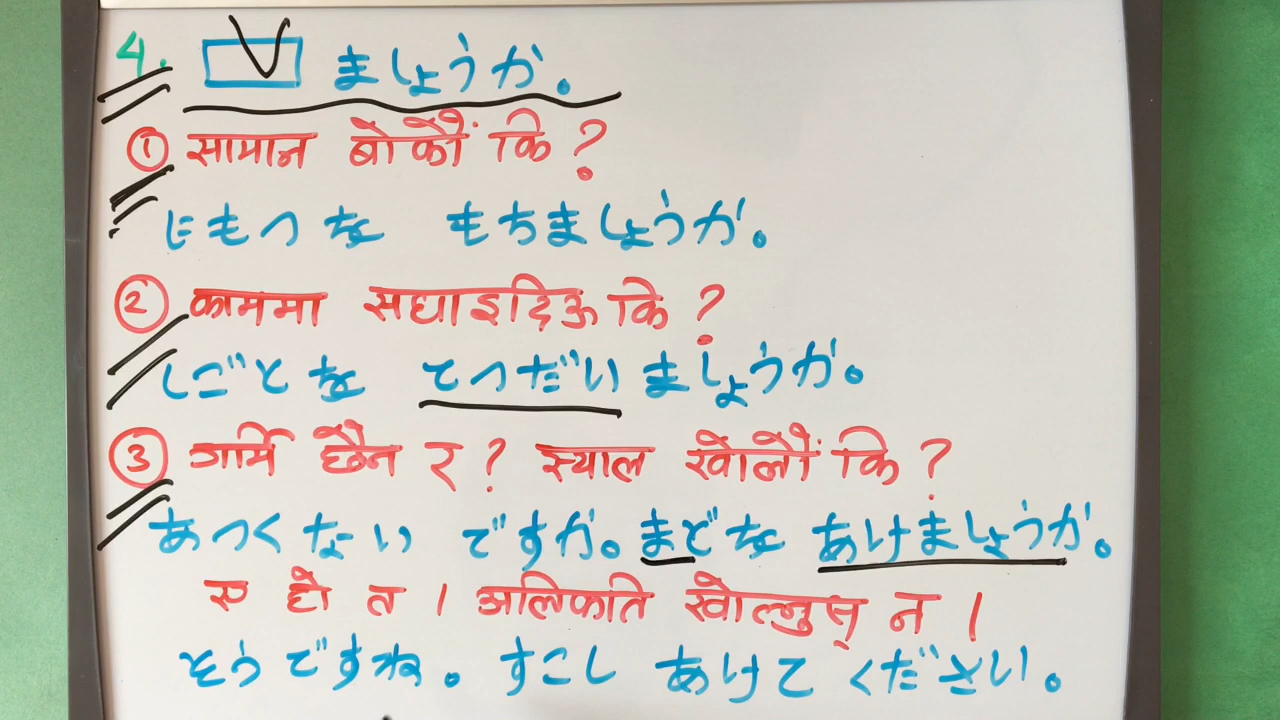 4. V ましょうか。
① सामान बोकौं कि?
にもつを もちましょうか。
② काममा सघाइदिऊ कि?
しごとを てつだいましょうか。
③ गर्मि छैन र? स्याल खोलौं कि?
あつくない ですか。まどを あけましょうか。
ए हो त। अलिकति खोल्नुस् न।
そうですね。すこし あけて ください。